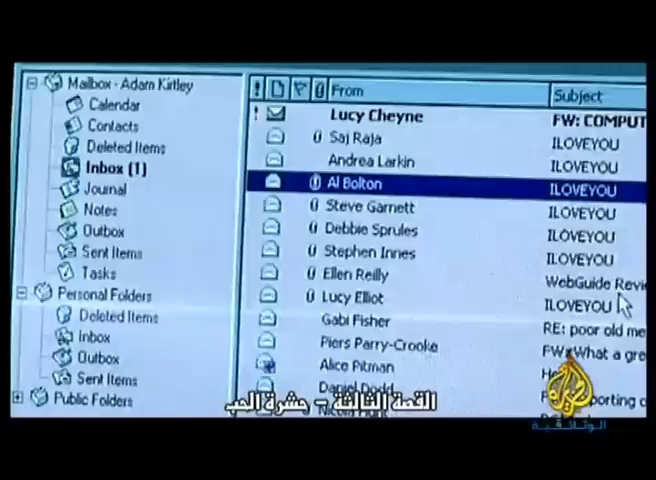 Mailbox - Adam Kirtley
Calendar
Contacts
Deleted Items
Inbox (1)
Journal
Notes
Outbox
Sent Items
Tasks
Personal Folders
Deleted Items
Inbox
Outbox
Sent Items
Public Folders
! From Subject
! Lucy Cheyne FW: COMPUT
Saj Raja ILOVEYOU
Andrea Larkin ILOVEYOU
Al Bolton ILOVEYOU
Steve Garnett ILOVEYOU
Debbie Sprules ILOVEYOU
Stephen Innes ILOVEYOU
Ellen Reilly WebGuide Revi
Lucy Elliot ILOVEYOU
Gabi Fisher RE: poor old me
Piers Parry-Crooke FW: What a gre
Alice Pitman
Daniel Dodd porting c
القصة الثالثة - حشرة الحب
الوثائقية